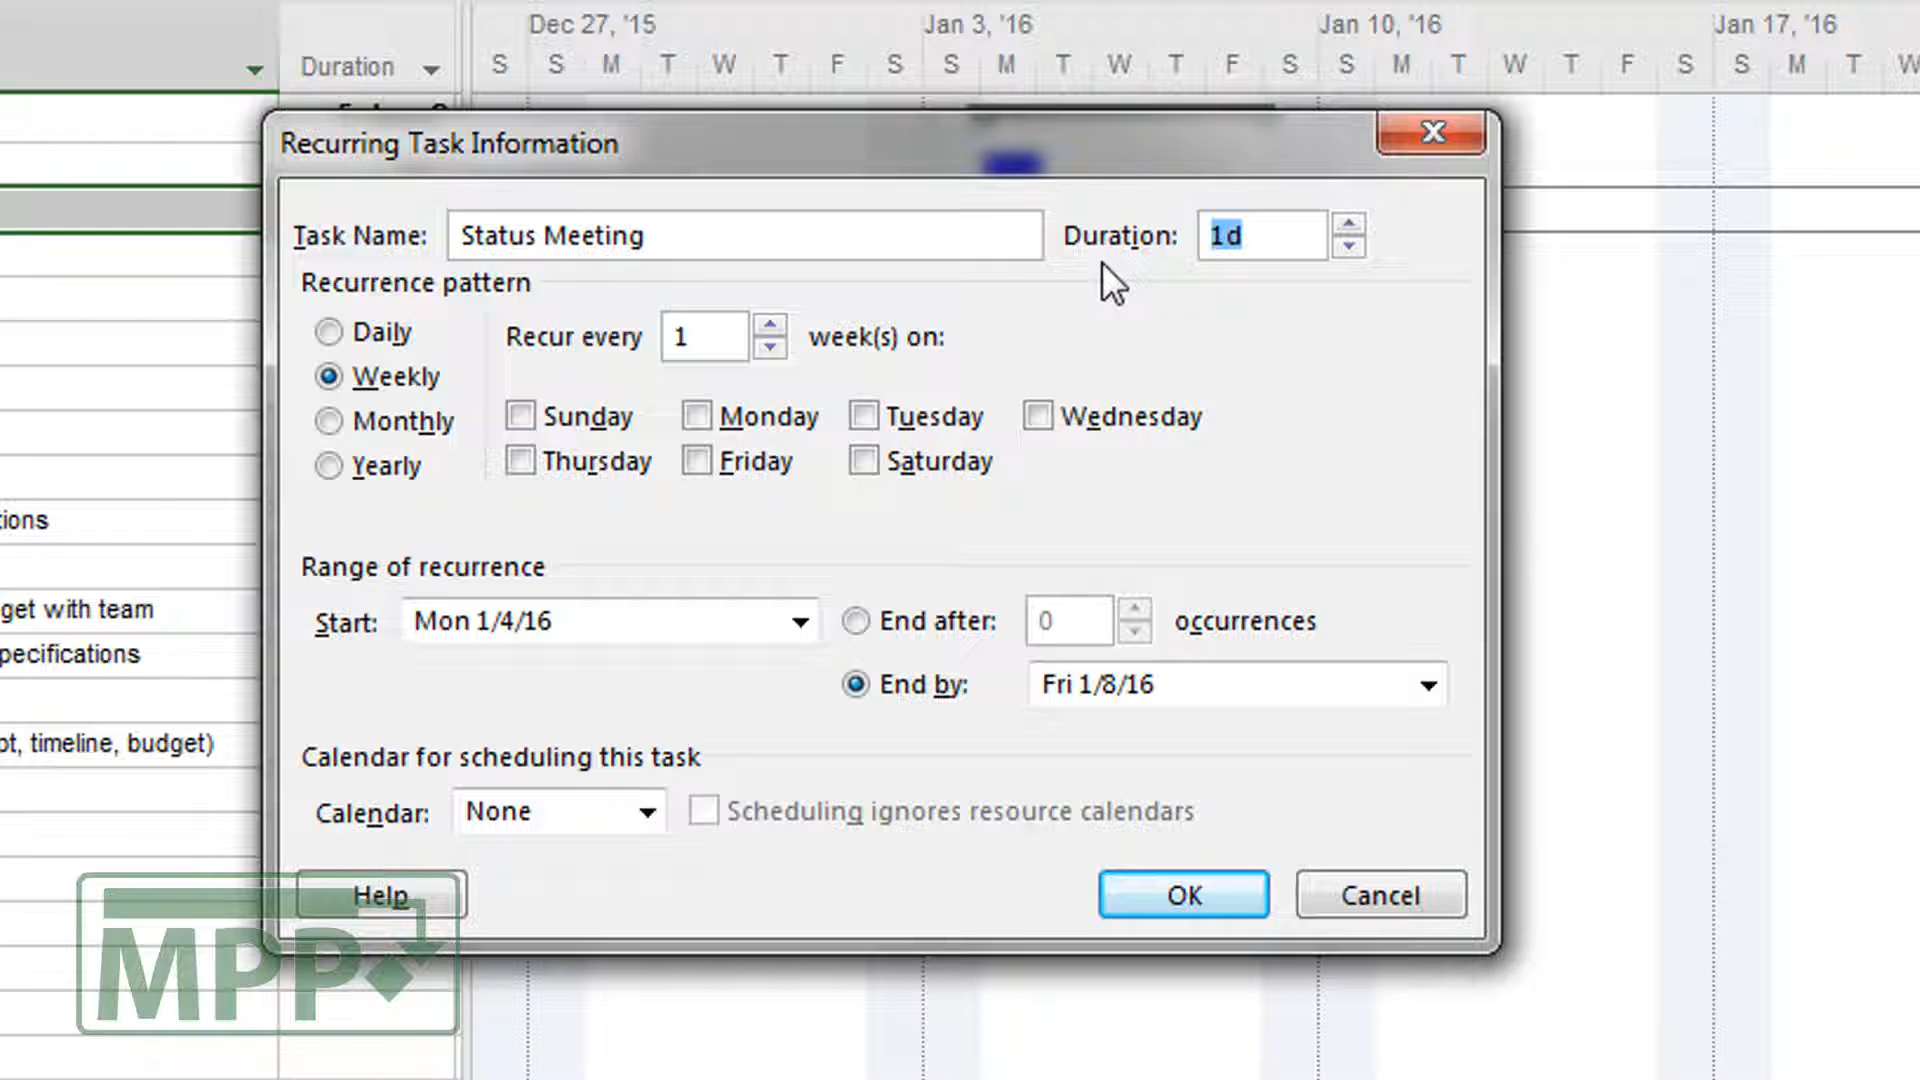 Dec 27, '15 Jan 3, '16 Jan 10, '16 Jan 17, '16
Duration S S M T W T F S S M T W T F S S M T W T F S S M T W
Recurring Task Information
Task Name: Status Meeting Duration: 1d
Recurrence pattern
Daily Recur every 1 week(s) on:
Weekly
Monthly Sunday Monday Tuesday Wednesday
Yearly Thursday Friday Saturday
tions
Range of recurrence
get with team Start: Mon 1/4/16 End after: 0 occurrences
pecifications End by: Fri 1/8/16
pt, timeline, budget)
Calendar for scheduling this task
Calendar: None Scheduling ignores resource calendars
Help OK Cancel
MPP